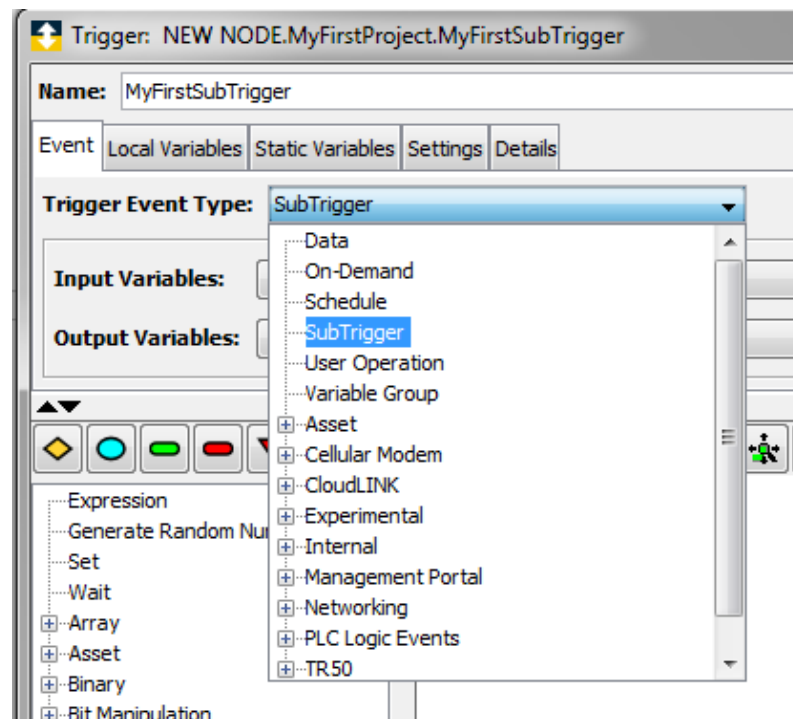 Trigger: NEW NODE.MyFirstProject.MyFirstSubTrigger
Name: MyFirstSubTrigger
Event Local Variables Static Variables Settings Details
Trigger Event Type: SubTrigger
Data
On-Demand
Schedule
SubTrigger
User Operation
Variable Group
Asset
Cellular Modem
CloudLINK
Experimental
Internal
Management Portal
Networking
PLC Logic Events
TR50
Input Variables:
Output Variables:
Expression
Generate Random Nu
Set
Wait
Array
Asset
Binary
Bit Manipulation